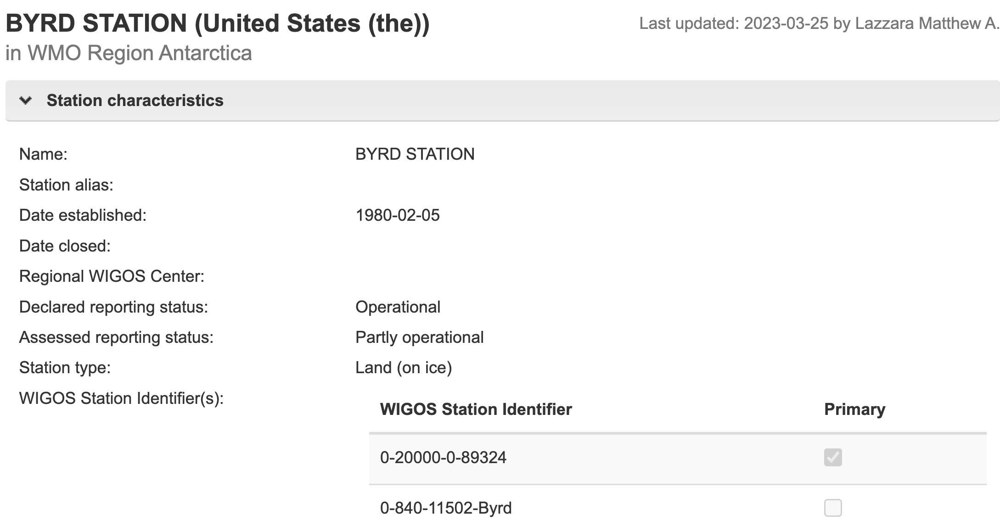 BYRD STATION (United States (the))
Last updated: 2023-03-25 by Lazzara Matthew A.
in WMO Region Antarctica
Station characteristics
Name: BYRD STATION
Station alias:
Date established: 1980-02-05
Date closed:
Regional WIGOS Center:
Declared reporting status: Operational
Assessed reporting status: Partly operational
Station type: Land (on ice)
WIGOS Station Identifier(s):
WIGOS Station Identifier Primary
0-20000-0-89324
0-840-11502-Byrd